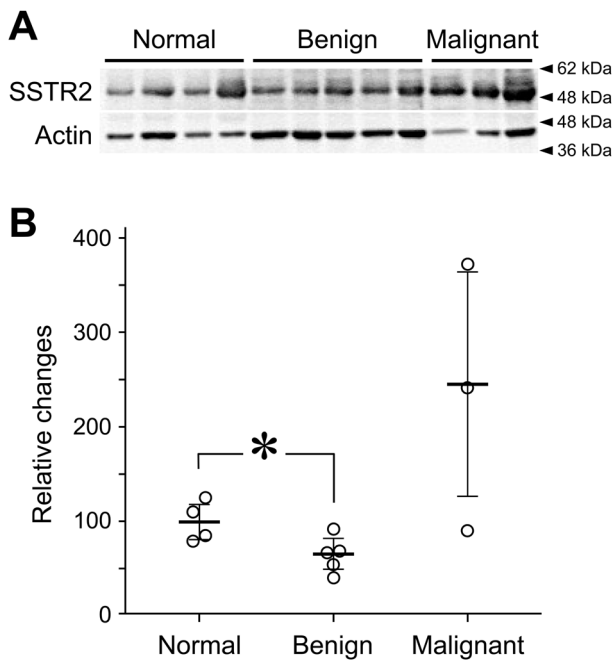 A
Normal Benign Malignant
62 kDa
SSTR2
48 kDa
48 kDa
Actin
36 kDa
B
400
300
200
100
0
Relative changes
*
Normal Benign Malignant